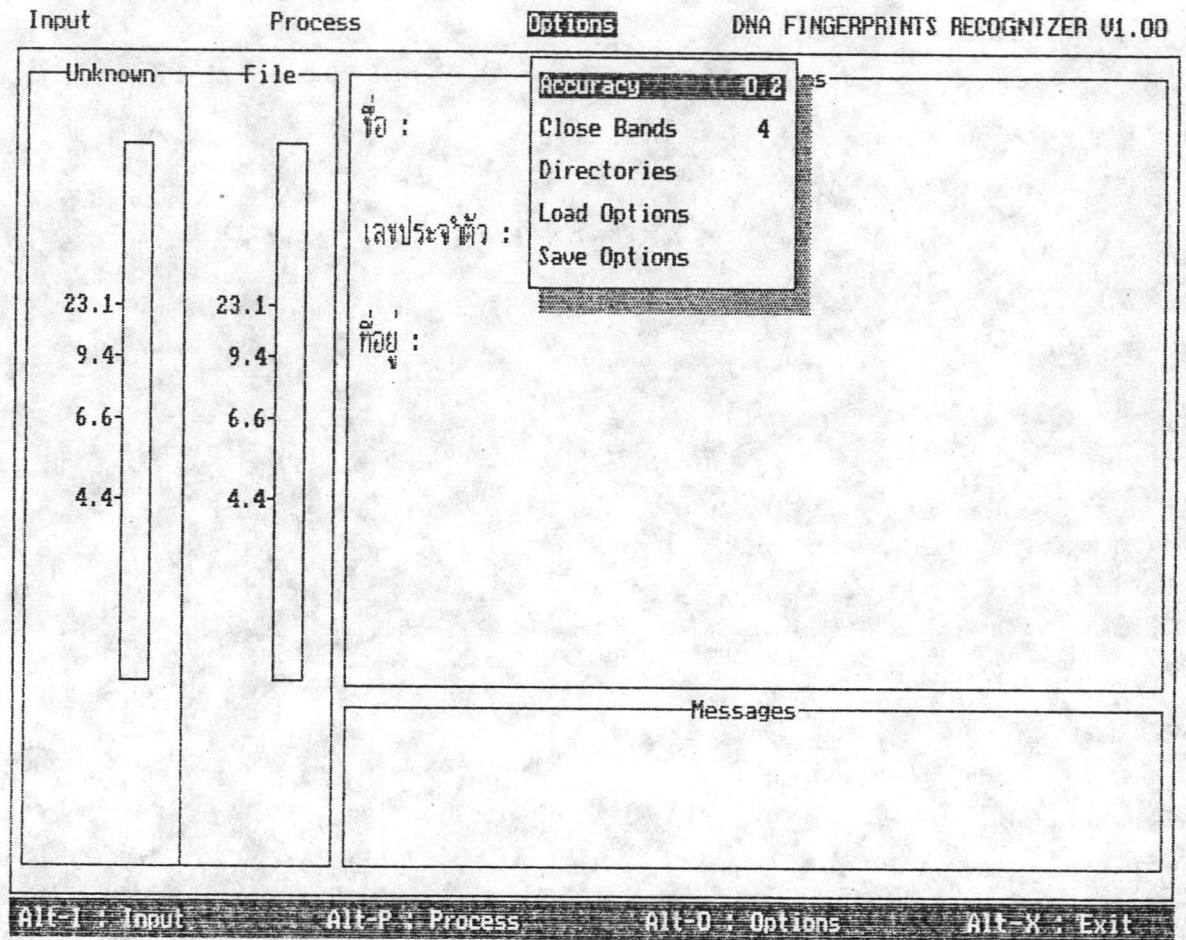 Input Process Options DNA FINGERPRINTS RECOGNIZER V1.00
Unknown File s
Accuracy 0.2
ชื่อ :
Close Bands 4
Directories
Load Options
เลขประจำตัว :
Save Options
23.1 23.1
ที่อยู่ :
9.4 9.4
6.6 6.6
4.4 4.4
Messages
Alt-I : Input Alt-P : Process Alt-O : Options Alt-X : Exit